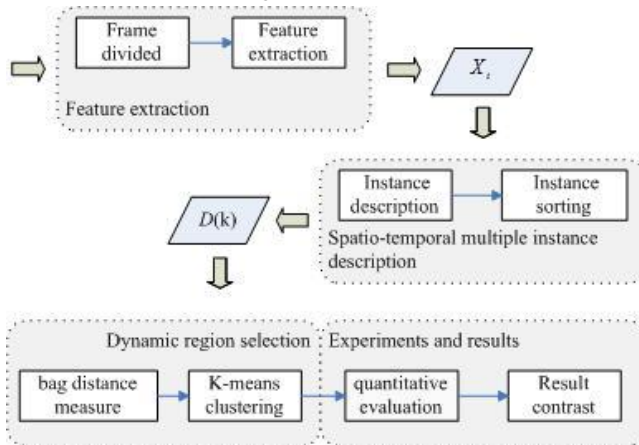 Frame
divided
Feature
extraction
Feature extraction
X_t
Instance
description
Instance
sorting
Spatio-temporal multiple instance
description
D(k)
Dynamic region selection
bag distance
measure
K-means
clustering
Experiments and results
quantitative
evaluation
Result
contrast